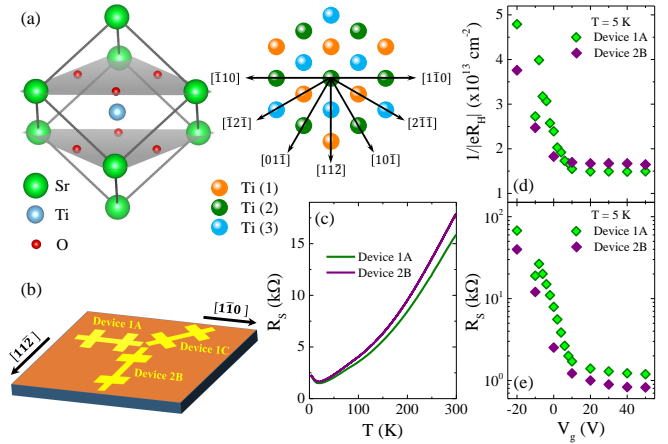 (a)
[1̄10]
[11̄0]
[1̄21̄]
[21̄1̄]
[011̄]
[112̄]
[101̄]
Sr
Ti
O
Ti (1)
Ti (2)
Ti (3)
(b)
[11̄0]
[112̄]
Device 1A
Device 1C
Device 2B
(c)
Device 1A
Device 2B
R_S (kΩ)
15
10
5
0
0 100 200 300
T (K)
T = 5 K
Device 1A
Device 2B
1/|eR_H| (x10^13 cm^-2)
5
4
3
2
1
(d)
T = 5 K
Device 1A
Device 2B
R_S (kΩ)
10^2
10^1
10^0
(e)
-20 0 20 40
V_g (V)